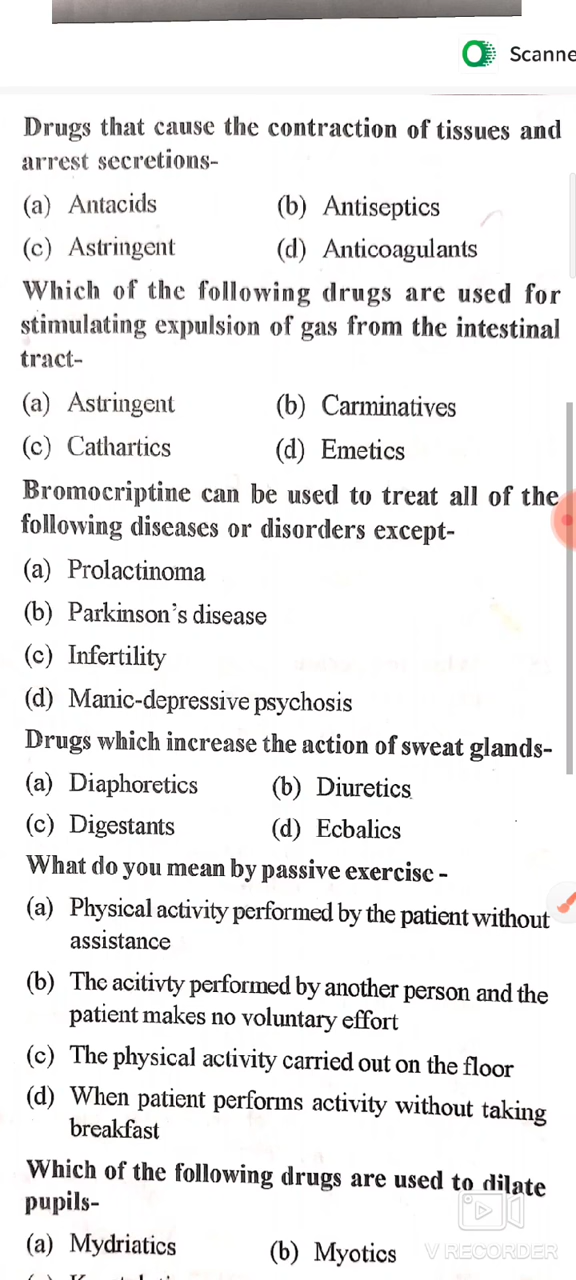 Scanne
Drugs that cause the contraction of tissues and
arrest secretions-
(a) Antacids (b) Antiseptics
(c) Astringent (d) Anticoagulants
Which of the following drugs are used for
stimulating expulsion of gas from the intestinal
tract-
(a) Astringent (b) Carminatives
(c) Cathartics (d) Emetics
Bromocriptine can be used to treat all of the
following diseases or disorders except-
(a) Prolactinoma
(b) Parkinson's disease
(c) Infertility
(d) Manic-depressive psychosis
Drugs which increase the action of sweat glands-
(a) Diaphoretics (b) Diuretics
(c) Digestants (d) Ecbalics
What do you mean by passive exercise -
(a) Physical activity performed by the patient without
assistance
(b) The acitivty performed by another person and the
patient makes no voluntary effort
(c) The physical activity carried out on the floor
(d) When patient performs activity without taking
breakfast
Which of the following drugs are used to dilate
pupils-
(a) Mydriatics (b) Myotics
V RECORDER